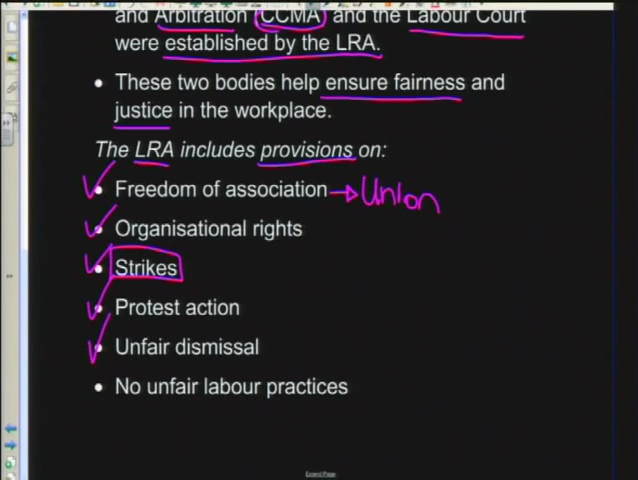 and Arbitration (CCMA) and the Labour Court
were established by the LRA.
• These two bodies help ensure fairness and
justice in the workplace.
The LRA includes provisions on:
• Freedom of association → Union
• Organisational rights
• Strikes
• Protest action
• Unfair dismissal
• No unfair labour practices
Extend Page